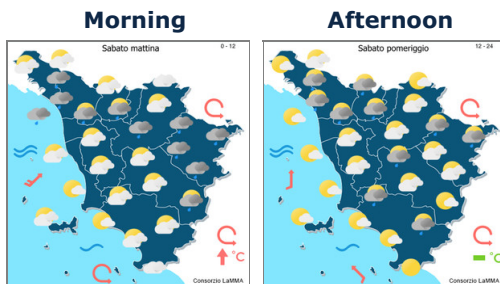 Morning
Afternoon
Sabato mattina
0 - 12
°C
Consorzio LaMMA
Sabato pomeriggio
12 - 24
°C
Consorzio LaMMA